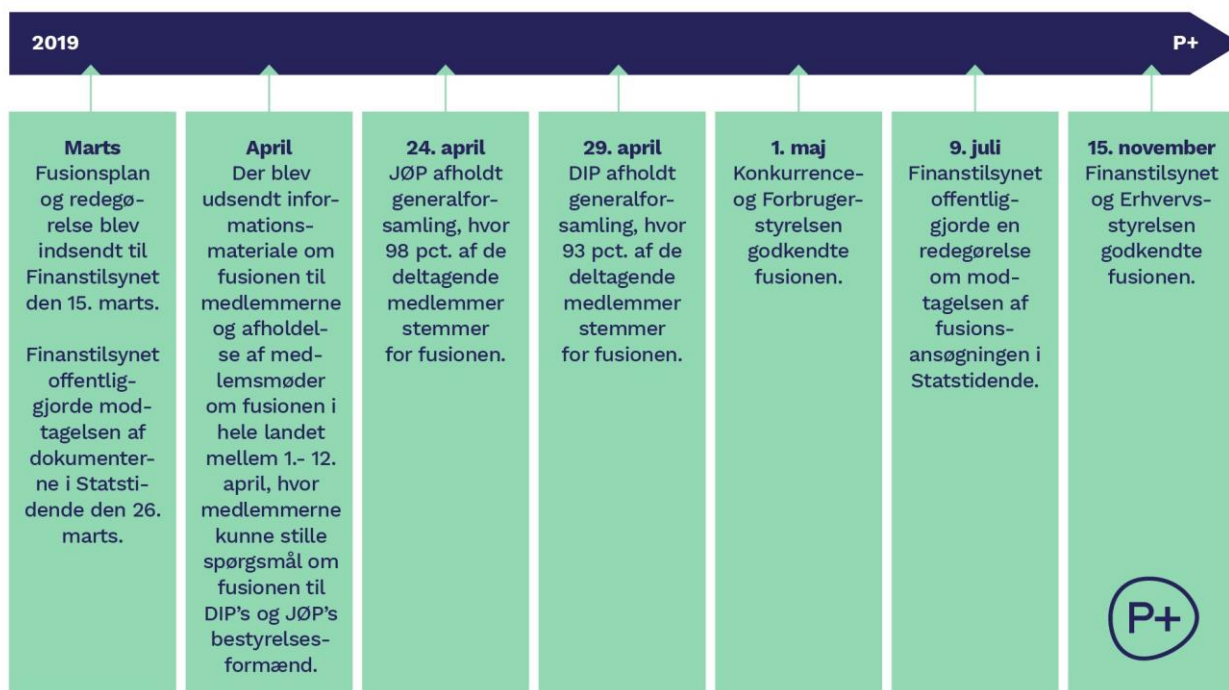 2019
P+
Marts
Fusionsplan
og redegø-
relse blev
indsendt til
Finanstilsynet
den 15. marts.
Finanstilsynet
offentlig-
gjorde mod-
tagelsen af
dokumenter-
ne i Statsti-
dende den 26.
marts.
April
Der blev
udsendt infor-
mations-
materiale om
fusionen til
medlemmerne
og afholdel-
se af med-
lemsmøder
om fusionen i
hele landet
mellem 1.- 12.
april, hvor
medlemmerne
kunne stille
spørgsmål om
fusionen til
DIP’s og JØP’s
bestyrelses-
formænd.
24. april
JØP afholdt
generalfor-
samling, hvor
98 pct. af de
deltagende
medlemmer
stemmer
for fusionen.
29. april
DIP afholdt
generalfor-
samling, hvor
93 pct. af de
deltagende
medlemmer
stemmer
for fusionen.
1. maj
Konkurrence-
og Forbruger-
styrelsen
godkendte
fusionen.
9. juli
Finanstilsynet
offentlig-
gjorde en
redegørelse
om mod-
tagelsen af
fusions-
ansøgningen i
Statstidende.
15. november
Finanstilsynet
og Erhvervs-
styrelsen
godkendte
fusionen.
P+